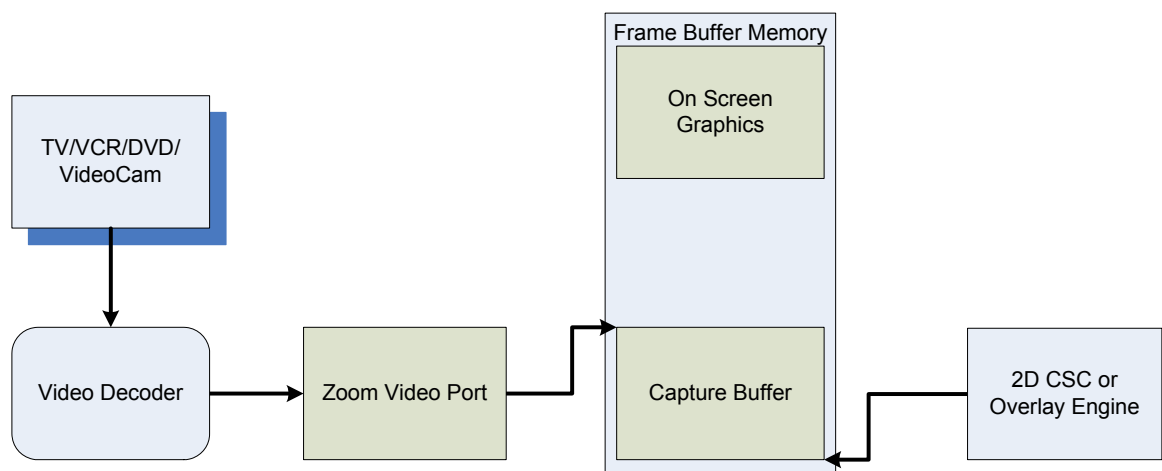 Frame Buffer Memory
On Screen
Graphics
TV/VCR/DVD/
VideoCam
Video Decoder
Zoom Video Port
Capture Buffer
2D CSC or
Overlay Engine